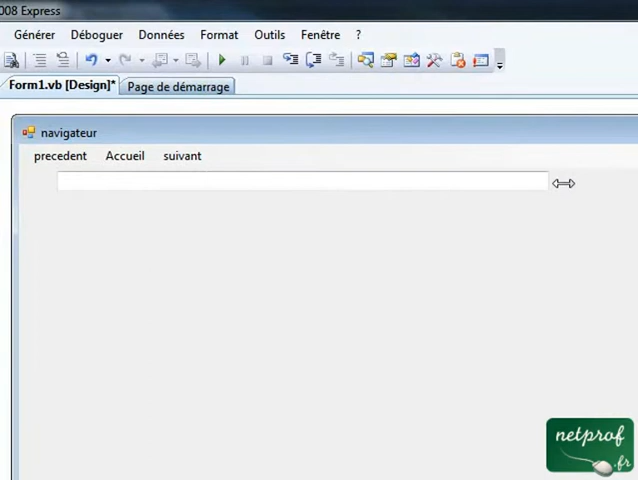 008 Express
Générer Déboguer Données Format Outils Fenêtre ?
Form1.vb [Design]* Page de démarrage
navigateur
precedent Accueil suivant
netprof
.fr